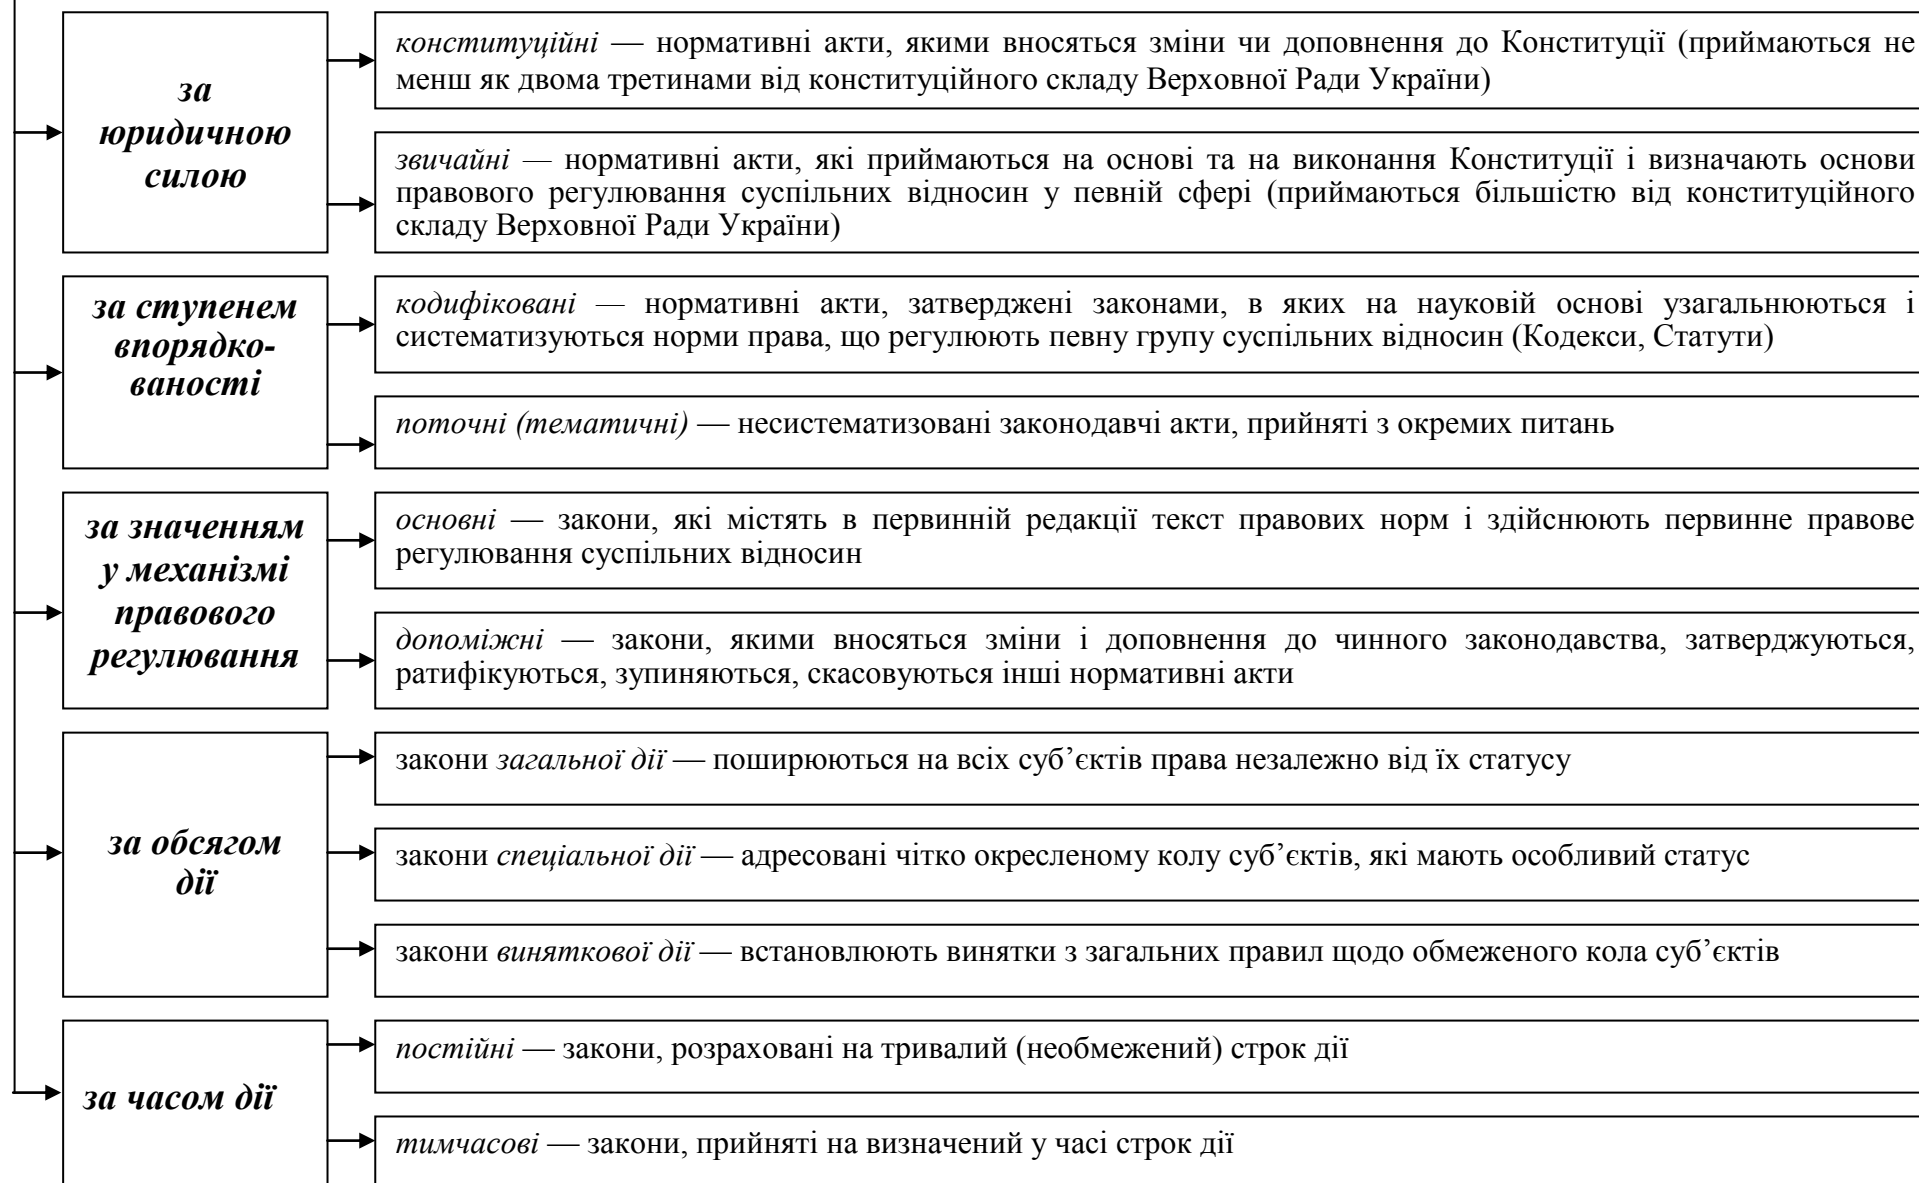 за
юридичною
силою
конституційні — нормативні акти, якими вносяться зміни чи доповнення до Конституції (приймаються не
менш як двома третинами від конституційного складу Верховної Ради України)
звичайні — нормативні акти, які приймаються на основі та на виконання Конституції і визначають основи
правового регулювання суспільних відносин у певній сфері (приймаються більшістю від конституційного
складу Верховної Ради України)
за ступенем
впорядко-
ваності
кодифіковані — нормативні акти, затверджені законами, в яких на науковій основі узагальнюються і
систематизуються норми права, що регулюють певну групу суспільних відносин (Кодекси, Статути)
поточні (тематичні) — несистематизовані законодавчі акти, прийняті з окремих питань
за значенням
у механізмі
правового
регулювання
основні — закони, які містять в первинній редакції текст правових норм і здійснюють первинне правове
регулювання суспільних відносин
допоміжні — закони, якими вносяться зміни і доповнення до чинного законодавства, затверджуються,
ратифікуються, зупиняються, скасовуються інші нормативні акти
за обсягом
дії
закони загальної дії — поширюються на всіх суб’єктів права незалежно від їх статусу
закони спеціальної дії — адресовані чітко окресленому колу суб’єктів, які мають особливий статус
закони виняткової дії — встановлюють винятки з загальних правил щодо обмеженого кола суб’єктів
за часом дії
постійні — закони, розраховані на тривалий (необмежений) строк дії
тимчасові — закони, прийняті на визначений у часі строк дії